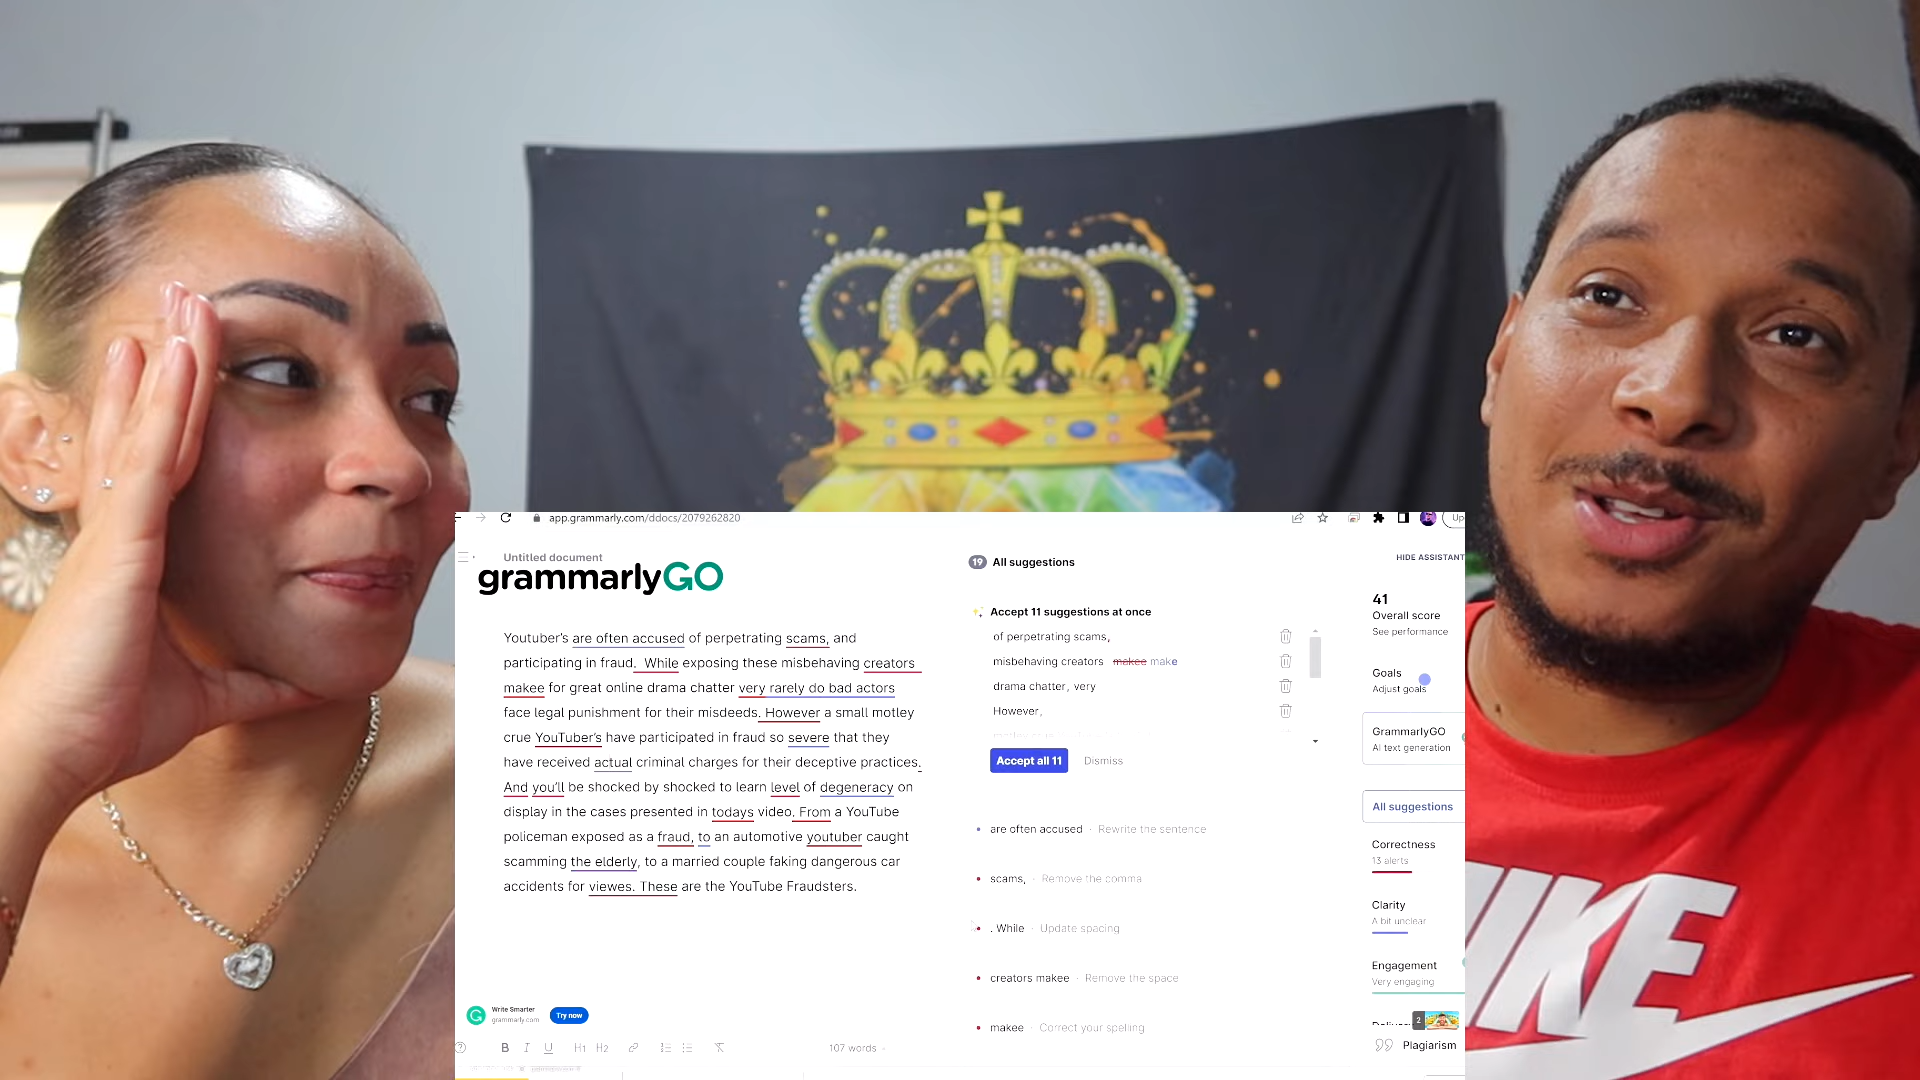 app.grammarly.com/ddocs/2079262820
Untitled document
grammarlyGO
Youtuber's are often accused of perpetrating scams, and
participating in fraud.  While exposing these misbehaving creators
makee for great online drama chatter very rarely do bad actors
face legal punishment for their misdeeds. However a small motley
crue YouTuber's have participated in fraud so severe that they
have received actual criminal charges for their deceptive practices.
And you'll be shocked by shocked to learn level of degeneracy on
display in the cases presented in todays video. From a YouTube
policeman exposed as a fraud, to an automotive youtuber caught
scamming the elderly, to a married couple faking dangerous car
accidents for viewes. These are the YouTube Fraudsters.
Write Smarter
grammarly.com
Try now
B I U H1 H2
107 words
19 All suggestions
Accept 11 suggestions at once
of perpetrating scams,
misbehaving creators makee make
drama chatter, very
However,
Accept all 11
Dismiss
are often accused · Rewrite the sentence
scams, · Remove the comma
. While · Update spacing
creators makee · Remove the space
makee · Correct your spelling
Up
HIDE ASSISTANT
41
Overall score
See performance
Goals
Adjust goals
GrammarlyGO
AI text generation
All suggestions
Correctness
13 alerts
Clarity
A bit unclear
Engagement
Very engaging
2
Plagiarism
NIKE